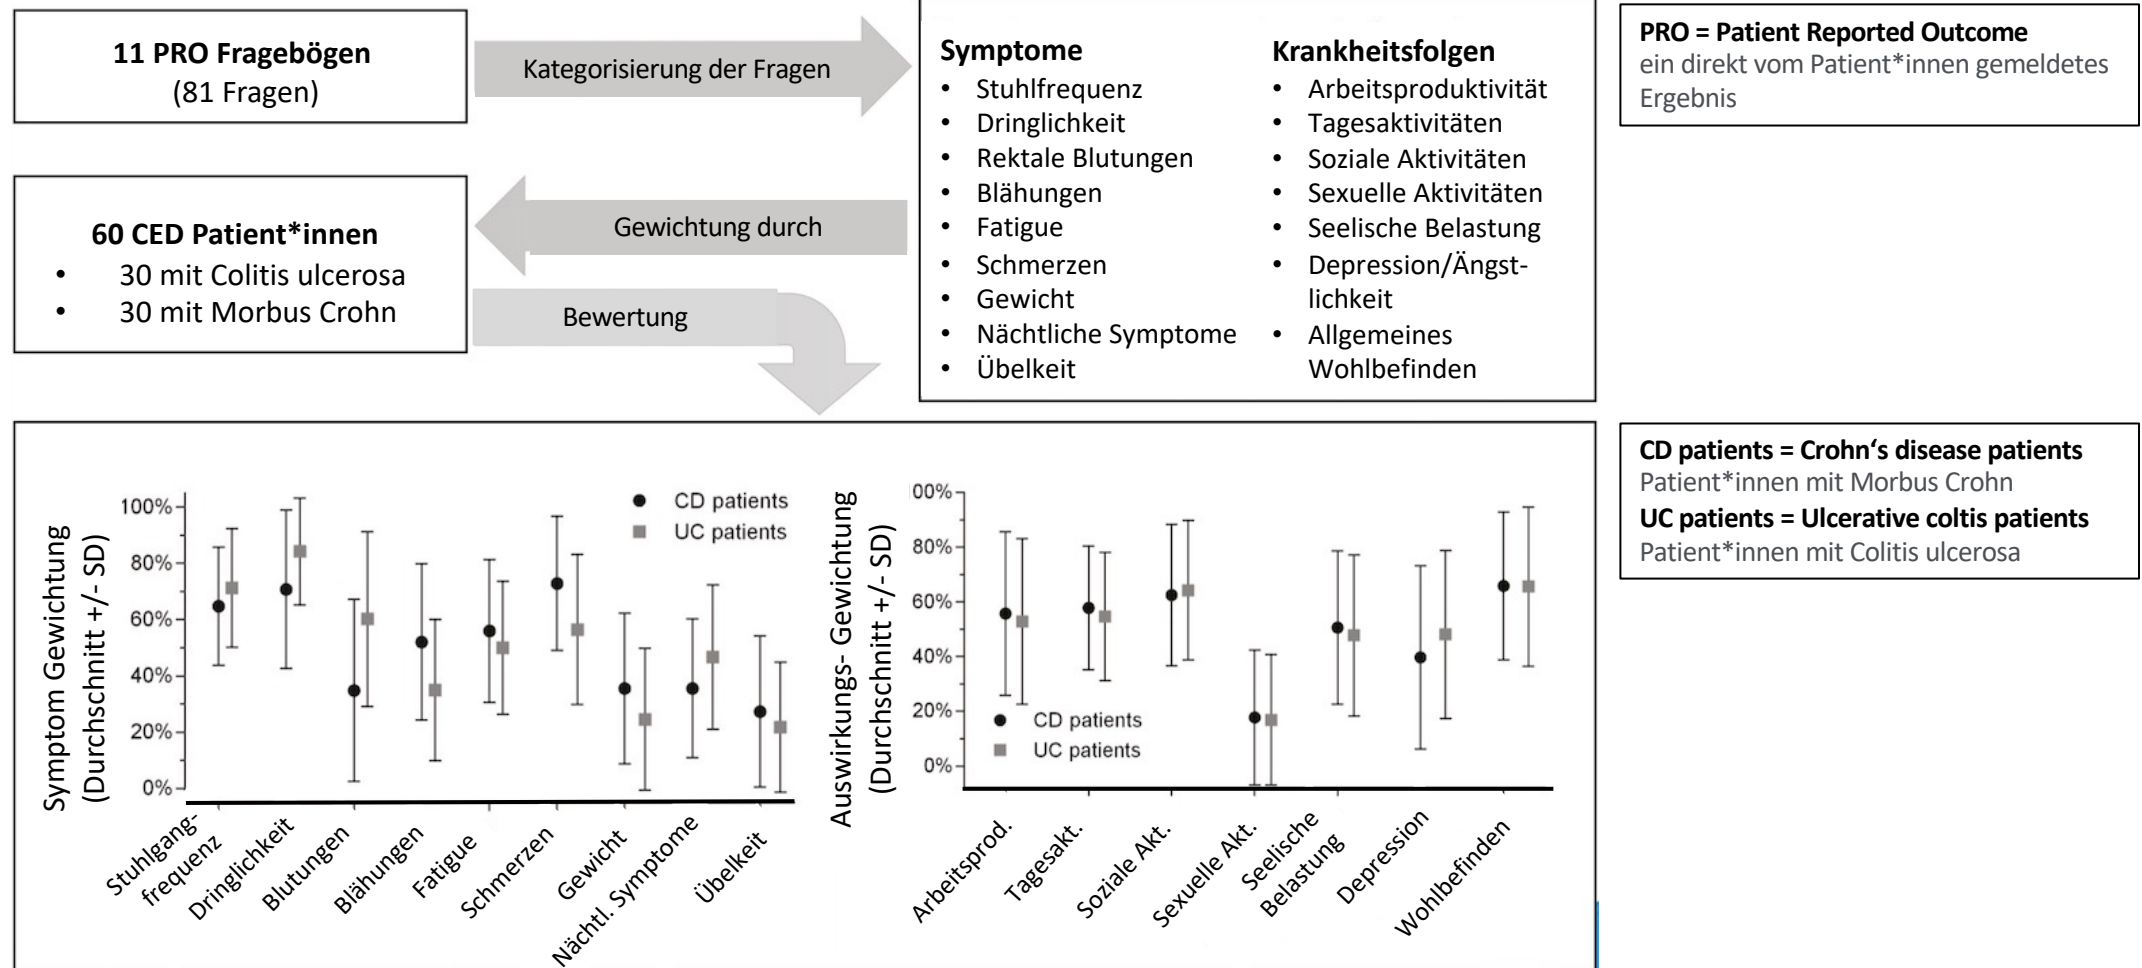 11 PRO Fragebögen
(81 Fragen)
Kategorisierung der Fragen
Symptome
• Stuhlfrequenz
• Dringlichkeit
• Rektale Blutungen
• Blähungen
• Fatigue
• Schmerzen
• Gewicht
• Nächtliche Symptome
• Übelkeit
Krankheitsfolgen
• Arbeitsproduktivität
• Tagesaktivitäten
• Soziale Aktivitäten
• Sexuelle Aktivitäten
• Seelische Belastung
• Depression/Ängst-
lichkeit
• Allgemeines
Wohlbefinden
PRO = Patient Reported Outcome
ein direkt vom Patient*innen gemeldetes
Ergebnis
60 CED Patient*innen
• 30 mit Colitis ulcerosa
• 30 mit Morbus Crohn
Gewichtung durch
Bewertung
Symptom Gewichtung
(Durchschnitt +/- SD)
100%
80%
60%
40%
20%
0%
CD patients
UC patients
Stuhlgang-
frequenz
Dringlichkeit
Blutungen
Blähungen
Fatigue
Schmerzen
Gewicht
Nächtl. Symptome
Übelkeit
Auswirkungs- Gewichtung
(Durchschnitt +/- SD)
00%
80%
60%
40%
20%
0%
CD patients
UC patients
Arbeitsprod.
Tagesakt.
Soziale Akt.
Sexuelle Akt.
Seelische
Belastung
Depression
Wohlbefinden
CD patients = Crohn‘s disease patients
Patient*innen mit Morbus Crohn
UC patients = Ulcerative coltis patients
Patient*innen mit Colitis ulcerosa